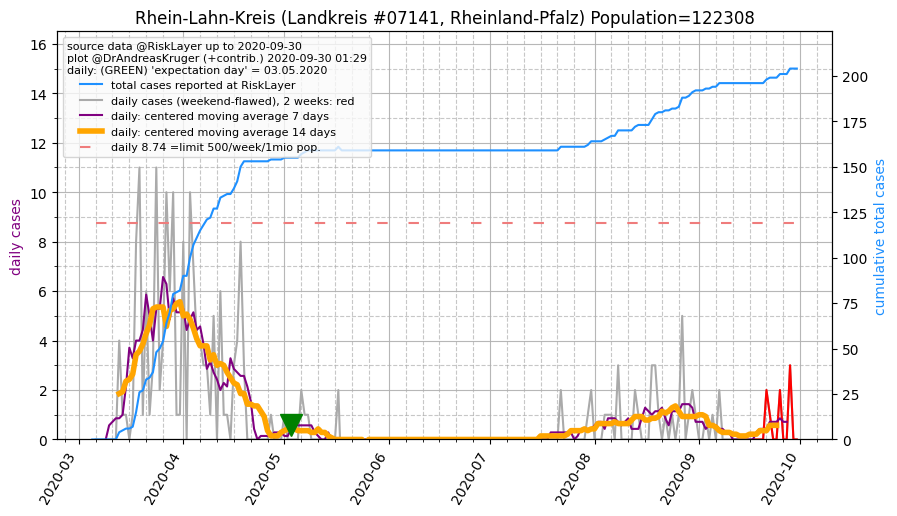 Rhein-Lahn-Kreis (Landkreis #07141, Rheinland-Pfalz) Population=122308
source data @RiskLayer up to 2020-09-30
plot @DrAndreasKruger (+contrib.) 2020-09-30 01:29
daily: (GREEN) 'expectation day' = 03.05.2020
total cases reported at RiskLayer
daily cases (weekend-flawed), 2 weeks: red
daily: centered moving average 7 days
daily: centered moving average 14 days
daily 8.74 =limit 500/week/1mio pop.
daily cases
16
14
12
10
8
6
4
2
0
cumulative total cases
200
175
150
125
100
75
50
25
0
2020-03
2020-04
2020-05
2020-06
2020-07
2020-08
2020-09
2020-10